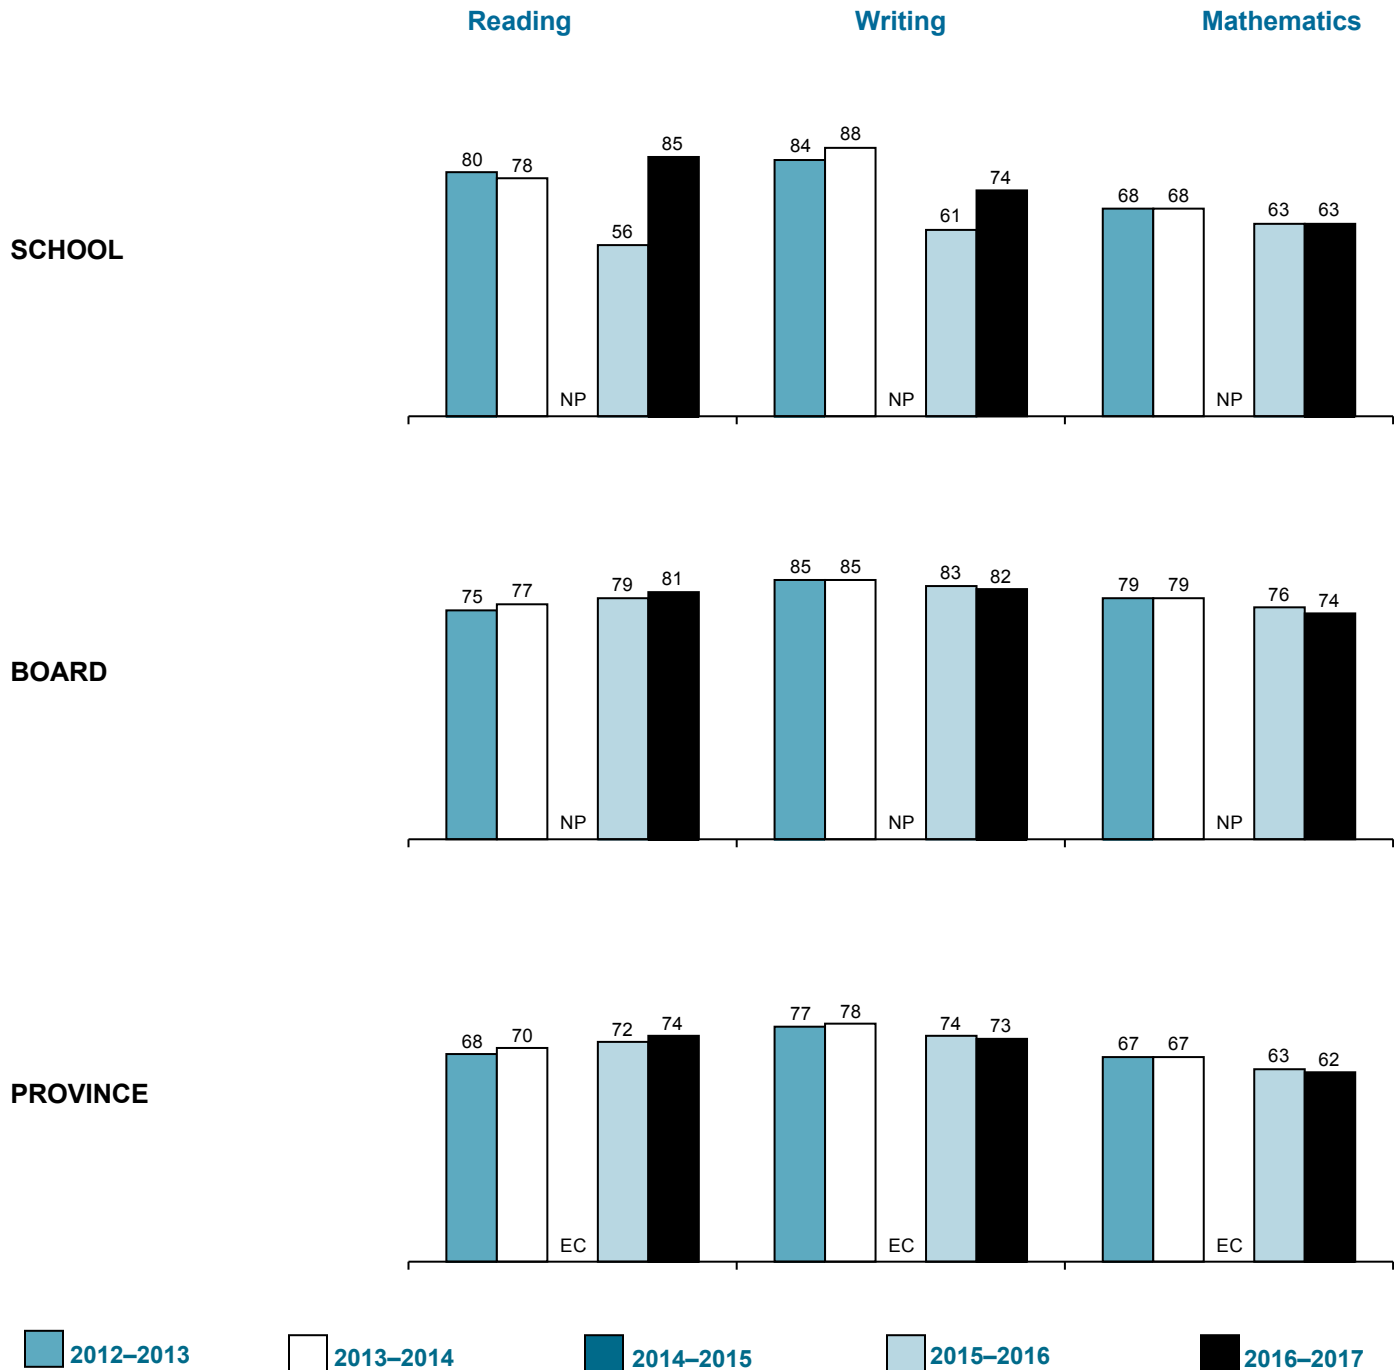 Reading Writing Mathematics
SCHOOL
80 78 NP 56 85 84 88 NP 61 74 68 68 NP 63 63
BOARD
75 77 NP 79 81 85 85 NP 83 82 79 79 NP 76 74
PROVINCE
68 70 EC 72 74 77 78 EC 74 73 67 67 EC 63 62
2012–2013 2013–2014 2014–2015 2015–2016 2016–2017